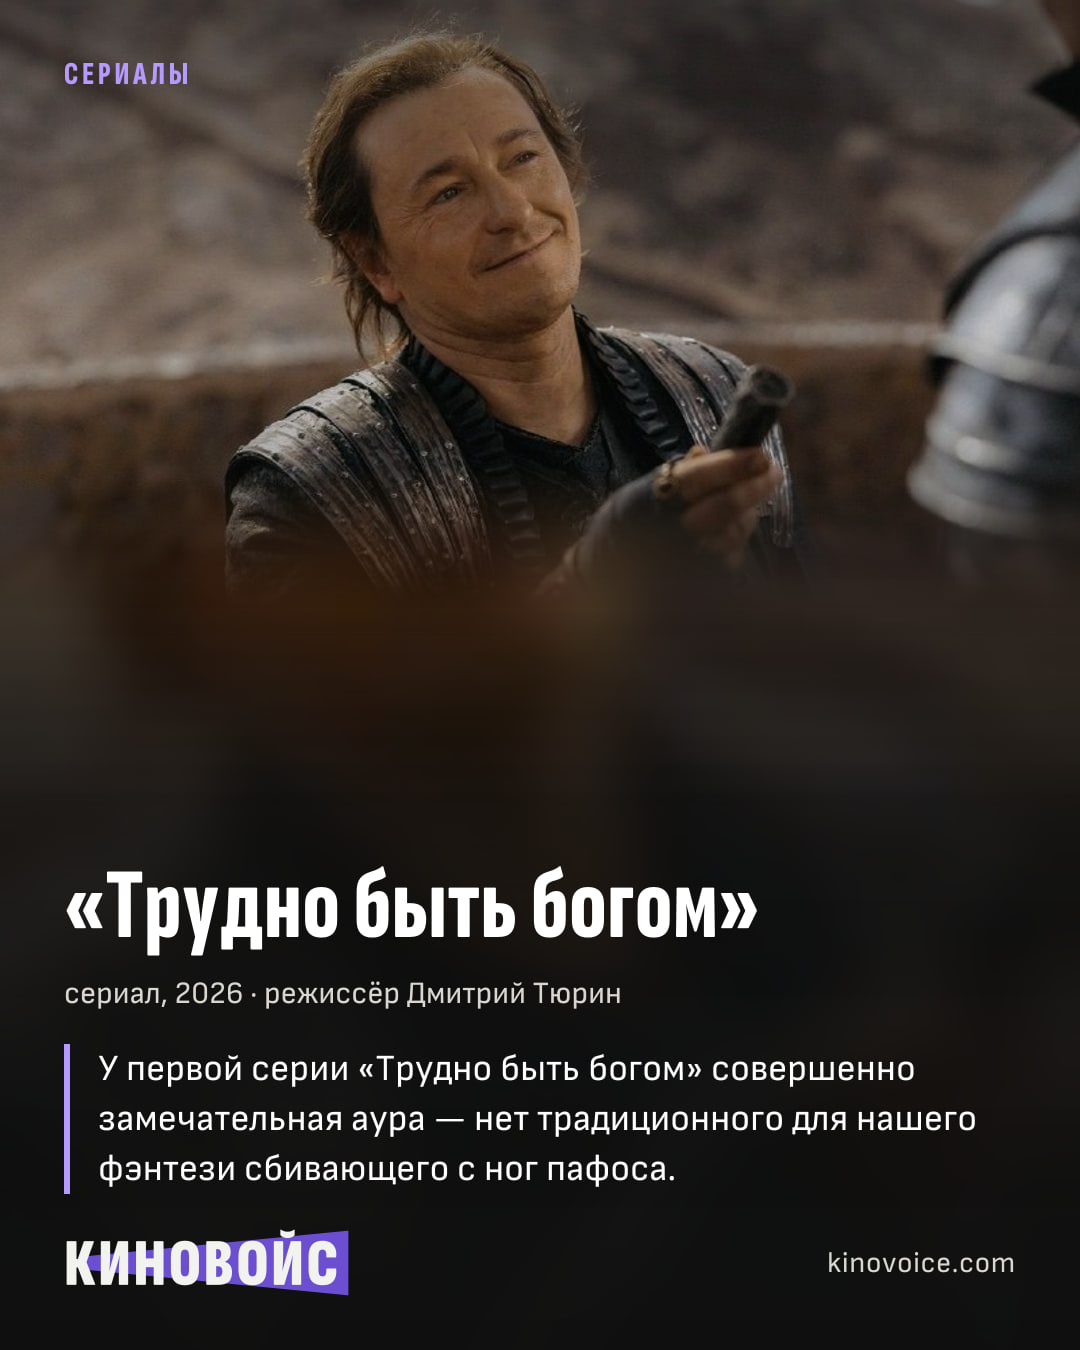 СЕРИАЛЫ
«Трудно быть богом»
сериал, 2026 · режиссёр Дмитрий Тюрин
У первой серии «Трудно быть богом» совершенно
замечательная аура — нет традиционного для нашего
фэнтези сбивающего с ног пафоса.
КИНОВОЙС
kinovoice.com